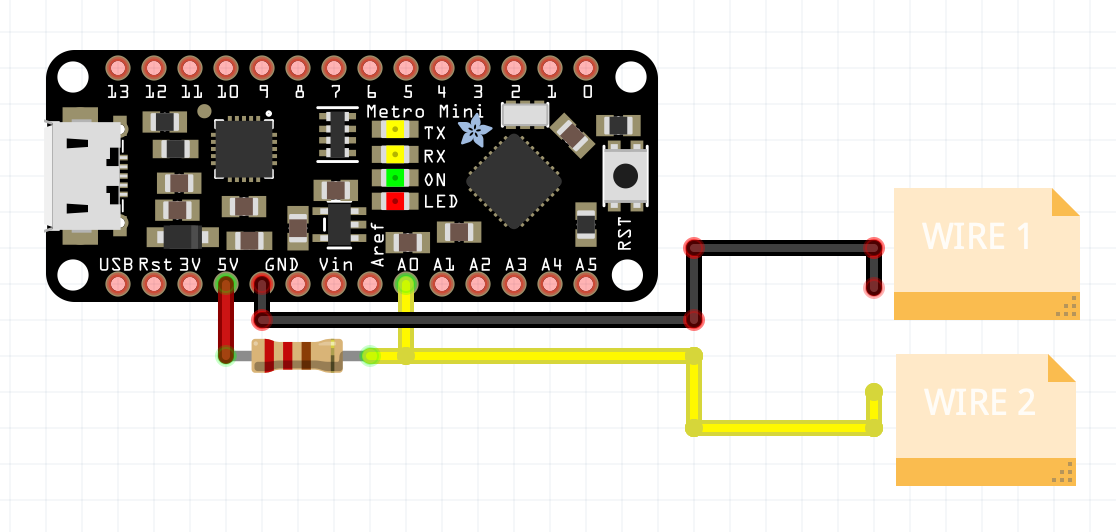 13 12 11 10 9 8 7 6 5 4 3 2 1 0
Metro Mini
TX
RX
ON
LED
RST
Aref
USB Rst 3V 5V GND Vin A0 A1 A2 A3 A4 A5
WIRE 1
WIRE 2